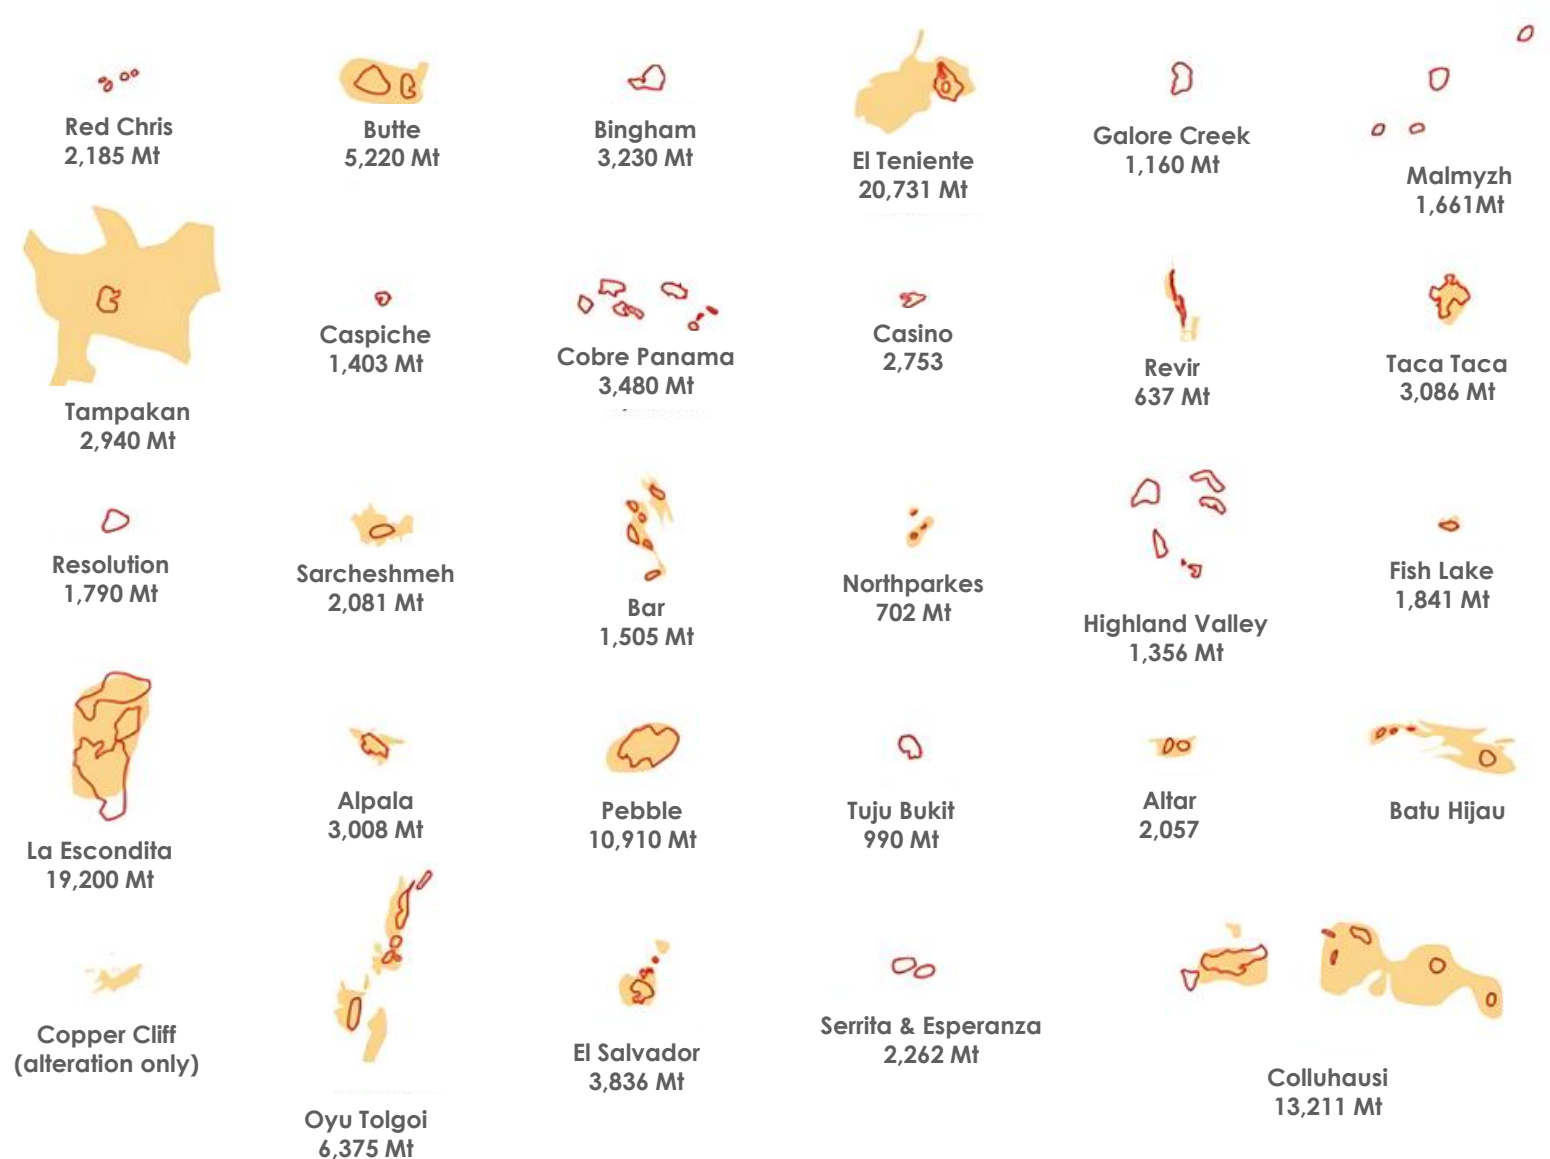 Red Chris
2,185 Mt
Butte
5,220 Mt
Bingham
3,230 Mt
El Teniente
20,731 Mt
Galore Creek
1,160 Mt
Malmyzh
1,661Mt
Tampakan
2,940 Mt
Caspiche
1,403 Mt
Cobre Panama
3,480 Mt
Casino
2,753
Revir
637 Mt
Taca Taca
3,086 Mt
Resolution
1,790 Mt
Sarcheshmeh
2,081 Mt
Bar
1,505 Mt
Northparkes
702 Mt
Highland Valley
1,356 Mt
Fish Lake
1,841 Mt
La Escondita
19,200 Mt
Alpala
3,008 Mt
Pebble
10,910 Mt
Tuju Bukit
990 Mt
Altar
2,057
Batu Hijau
Copper Cliff
(alteration only)
Oyu Tolgoi
6,375 Mt
El Salvador
3,836 Mt
Serrita & Esperanza
2,262 Mt
Colluhausi
13,211 Mt